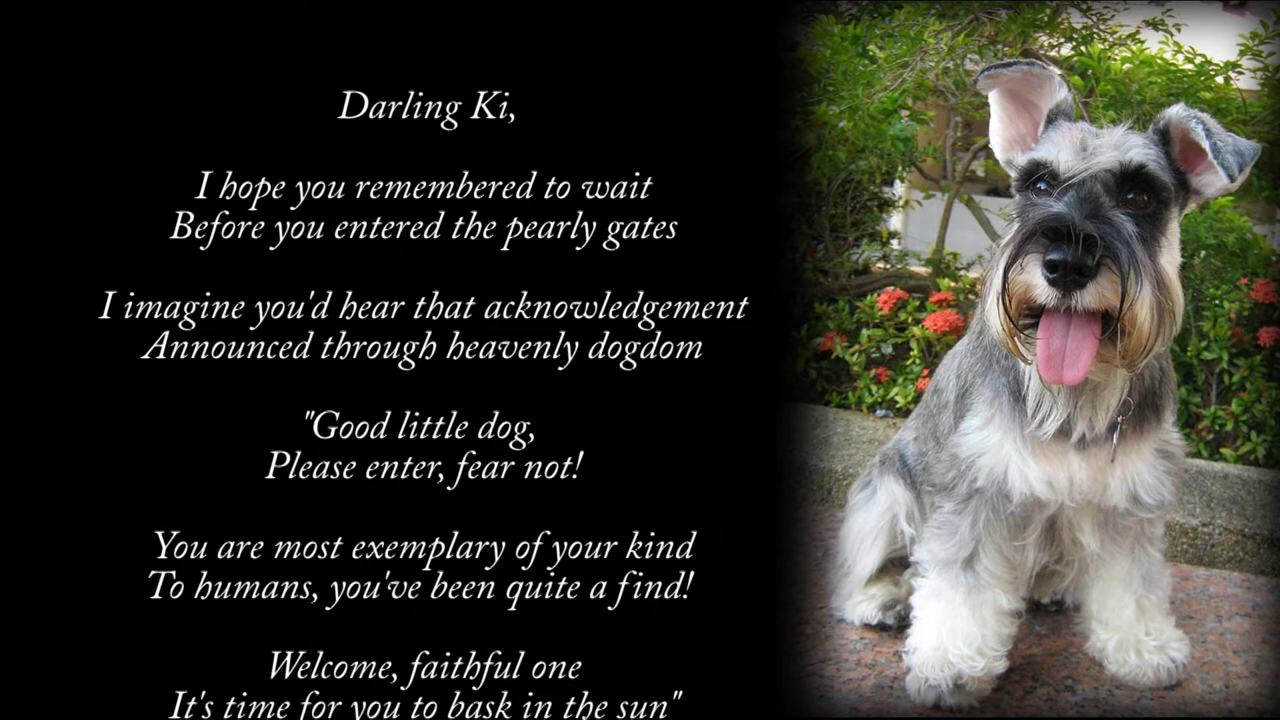 Darling Ki,
I hope you remembered to wait
Before you entered the pearly gates
I imagine you'd hear that acknowledgement
Announced through heavenly dogdom
"Good little dog,
Please enter, fear not!
You are most exemplary of your kind
To humans, you've been quite a find!
Welcome, faithful one
It's time for you to bask in the sun"